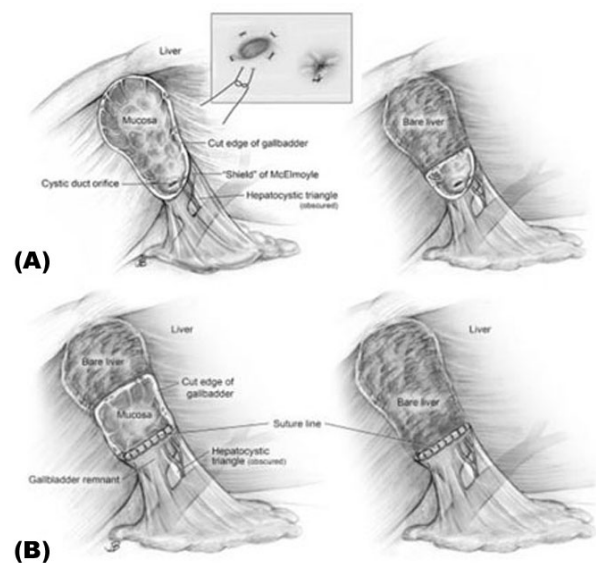 Liver
Mucosa
Cut edge of gallbadder
"Shield" of McElmoyle
Cystic duct orifice
Hepatocystic triangle
(obscured)
Bare liver
(A)
Liver
Bare liver
Cut edge of
gallbladder
Mucosa
Suture line
Hepatocystic
triangle (obscured)
Gallbladder remnant
Liver
Bare liver
(B)